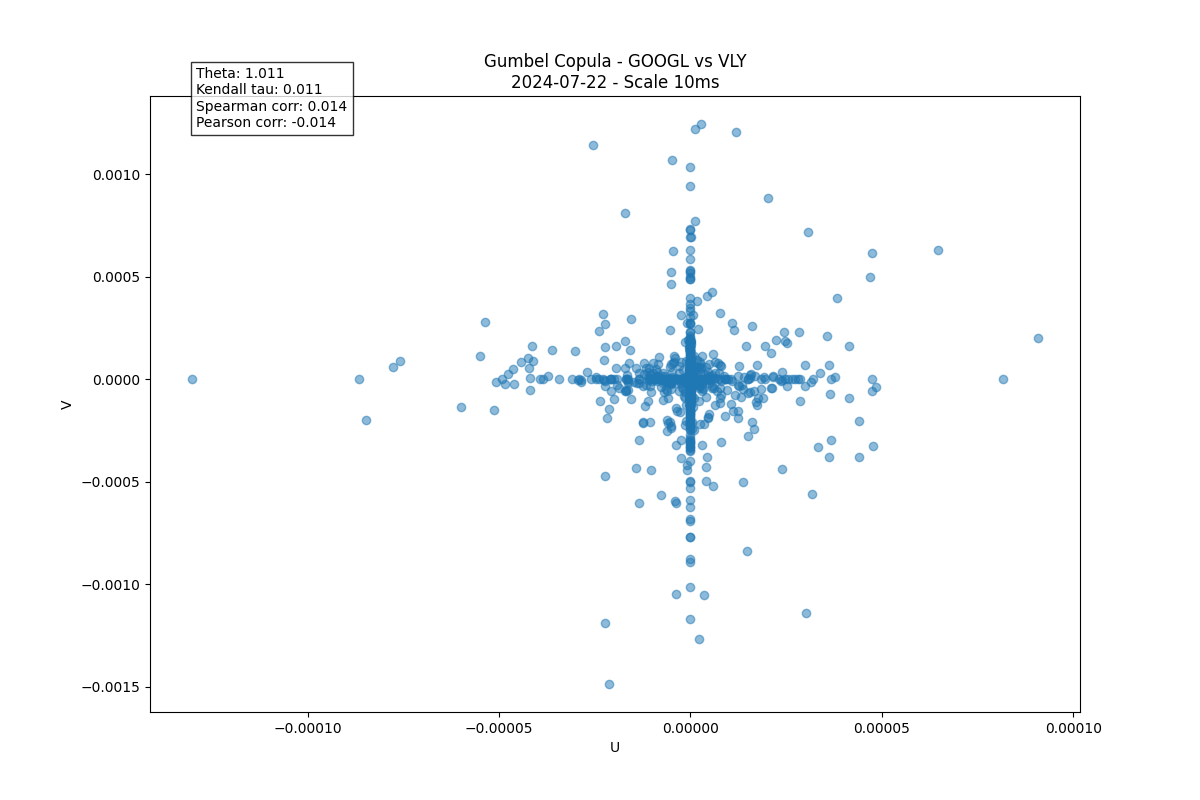 Gumbel Copula - GOOGL vs VLY
2024-07-22 - Scale 10ms
Theta: 1.011
Kendall tau: 0.011
Spearman corr: 0.014
Pearson corr: -0.014
0.0010
0.0005
0.0000
−0.0005
−0.0010
−0.0015
V
−0.00010
−0.00005
0.00000
0.00005
0.00010
U